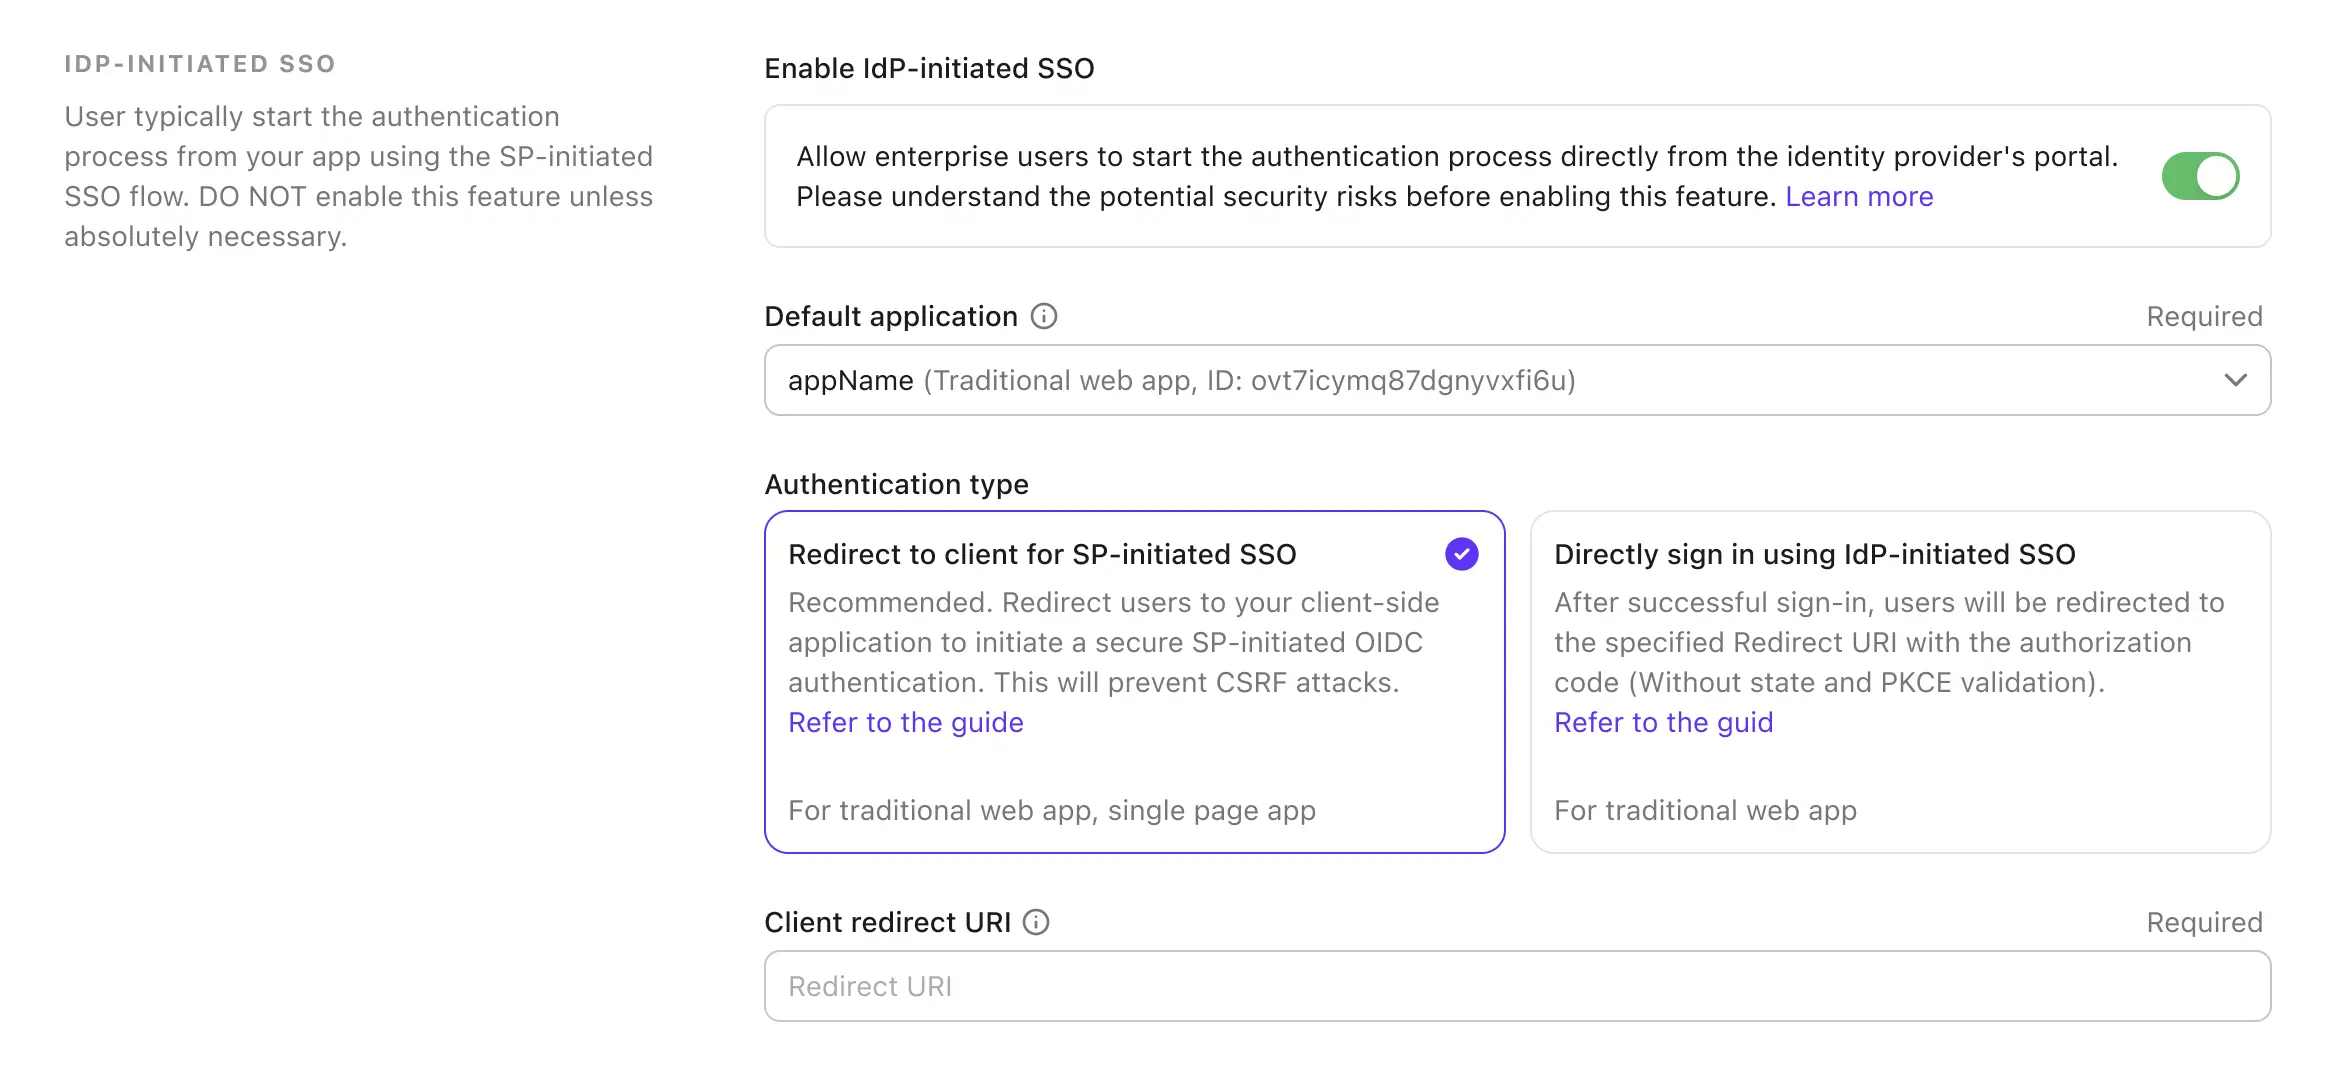 IDP-INITIATED SSO
User typically start the authentication
process from your app using the SP-initiated
SSO flow. DO NOT enable this feature unless
absolutely necessary.
Enable IdP-initiated SSO
Allow enterprise users to start the authentication process directly from the identity provider's portal.
Please understand the potential security risks before enabling this feature. Learn more
Default application
Required
appName (Traditional web app, ID: ovt7icymq87dgnyvxfi6u)
Authentication type
Redirect to client for SP-initiated SSO
Recommended. Redirect users to your client-side
application to initiate a secure SP-initiated OIDC
authentication. This will prevent CSRF attacks.
Refer to the guide
For traditional web app, single page app
Directly sign in using IdP-initiated SSO
After successful sign-in, users will be redirected to
the specified Redirect URI with the authorization
code (Without state and PKCE validation).
Refer to the guid
For traditional web app
Client redirect URI
Required
Redirect URI